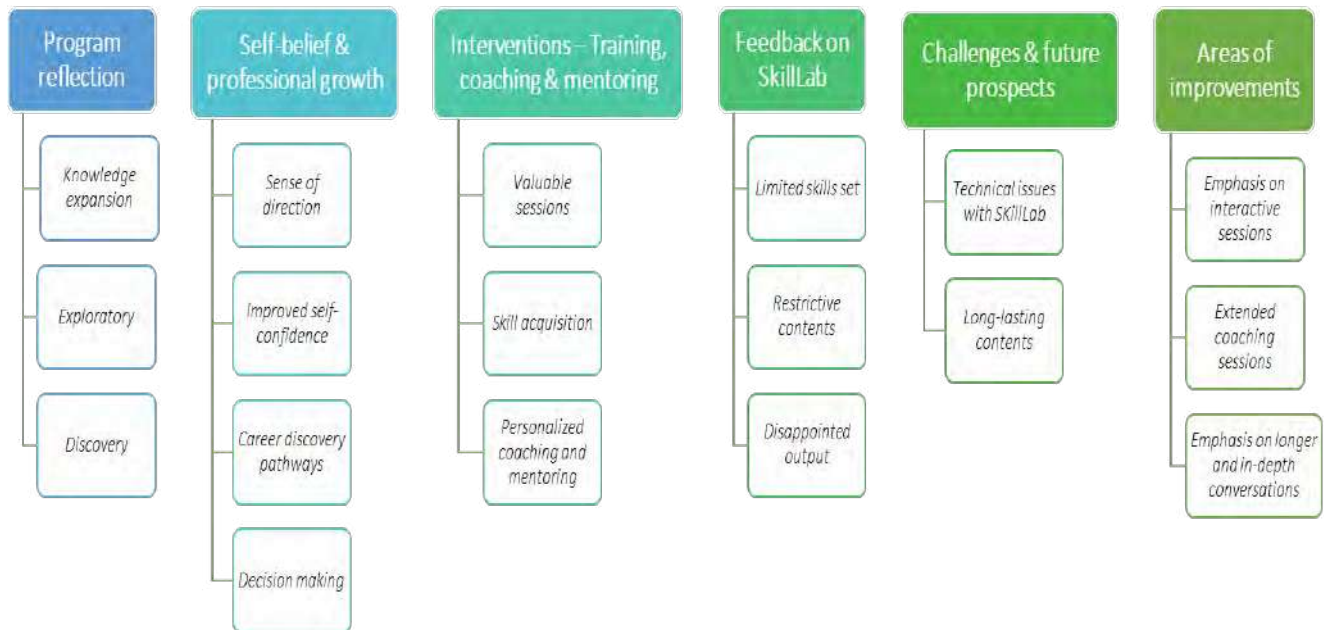 Program
reflection
Knowledge
expansion
Exploratory
Discovery
Self-belief &
professional growth
Sense of
direction
Improved self-
confidence
Career discovery
pathways
Decision making
Interventions – Training,
coaching & mentoring
Valuable
sessions
Skill acquisition
Personalized
coaching and
mentoring
Feedback on
SkillLab
Limited skills set
Restrictive
contents
Disappointed
output
Challenges & future
prospects
Technical issues
with SKillLab
Long-lasting
contents
Areas of
improvements
Emphasis on
interactive
sessions
Extended
coaching
sessions
Emphasis on longer
and in-depth
conversations